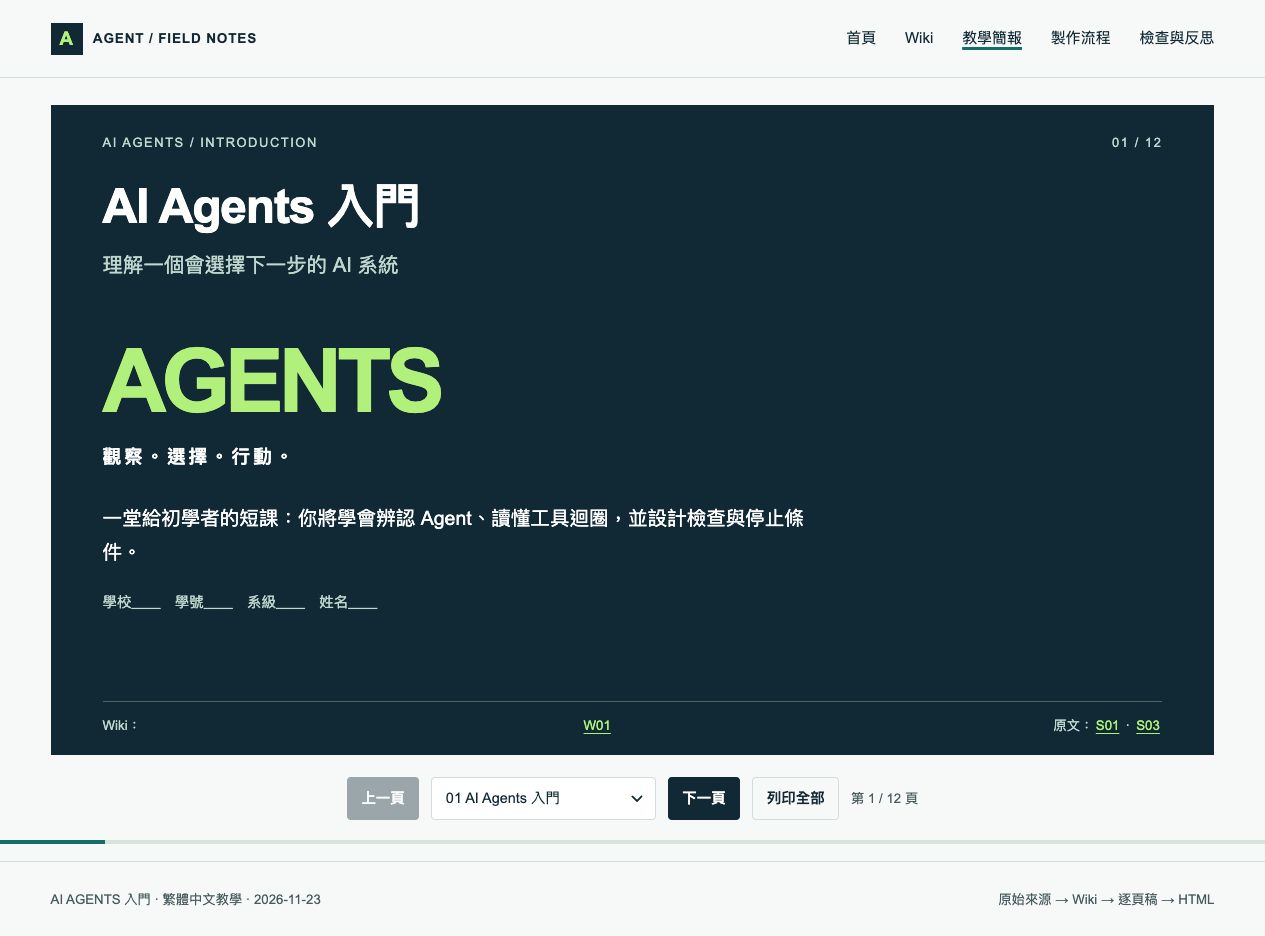 A AGENT / FIELD NOTES
首頁 Wiki 教學簡報 製作流程 檢查與反思
AI AGENTS / INTRODUCTION 01 / 12
AI Agents 入門
理解一個會選擇下一步的 AI 系統
AGENTS
觀察。選擇。行動。
一堂給初學者的短課：你將學會辨認 Agent、讀懂工具迴圈，並設計檢查與停止條
件。
學校____ 學號____ 系級____ 姓名____
Wiki： W01 原文：S01 · S03
上一頁 01 AI Agents 入門 下一頁 列印全部 第 1 / 12 頁
AI AGENTS 入門 · 繁體中文教學 · 2026-11-23 原始來源 → Wiki → 逐頁稿 → HTML